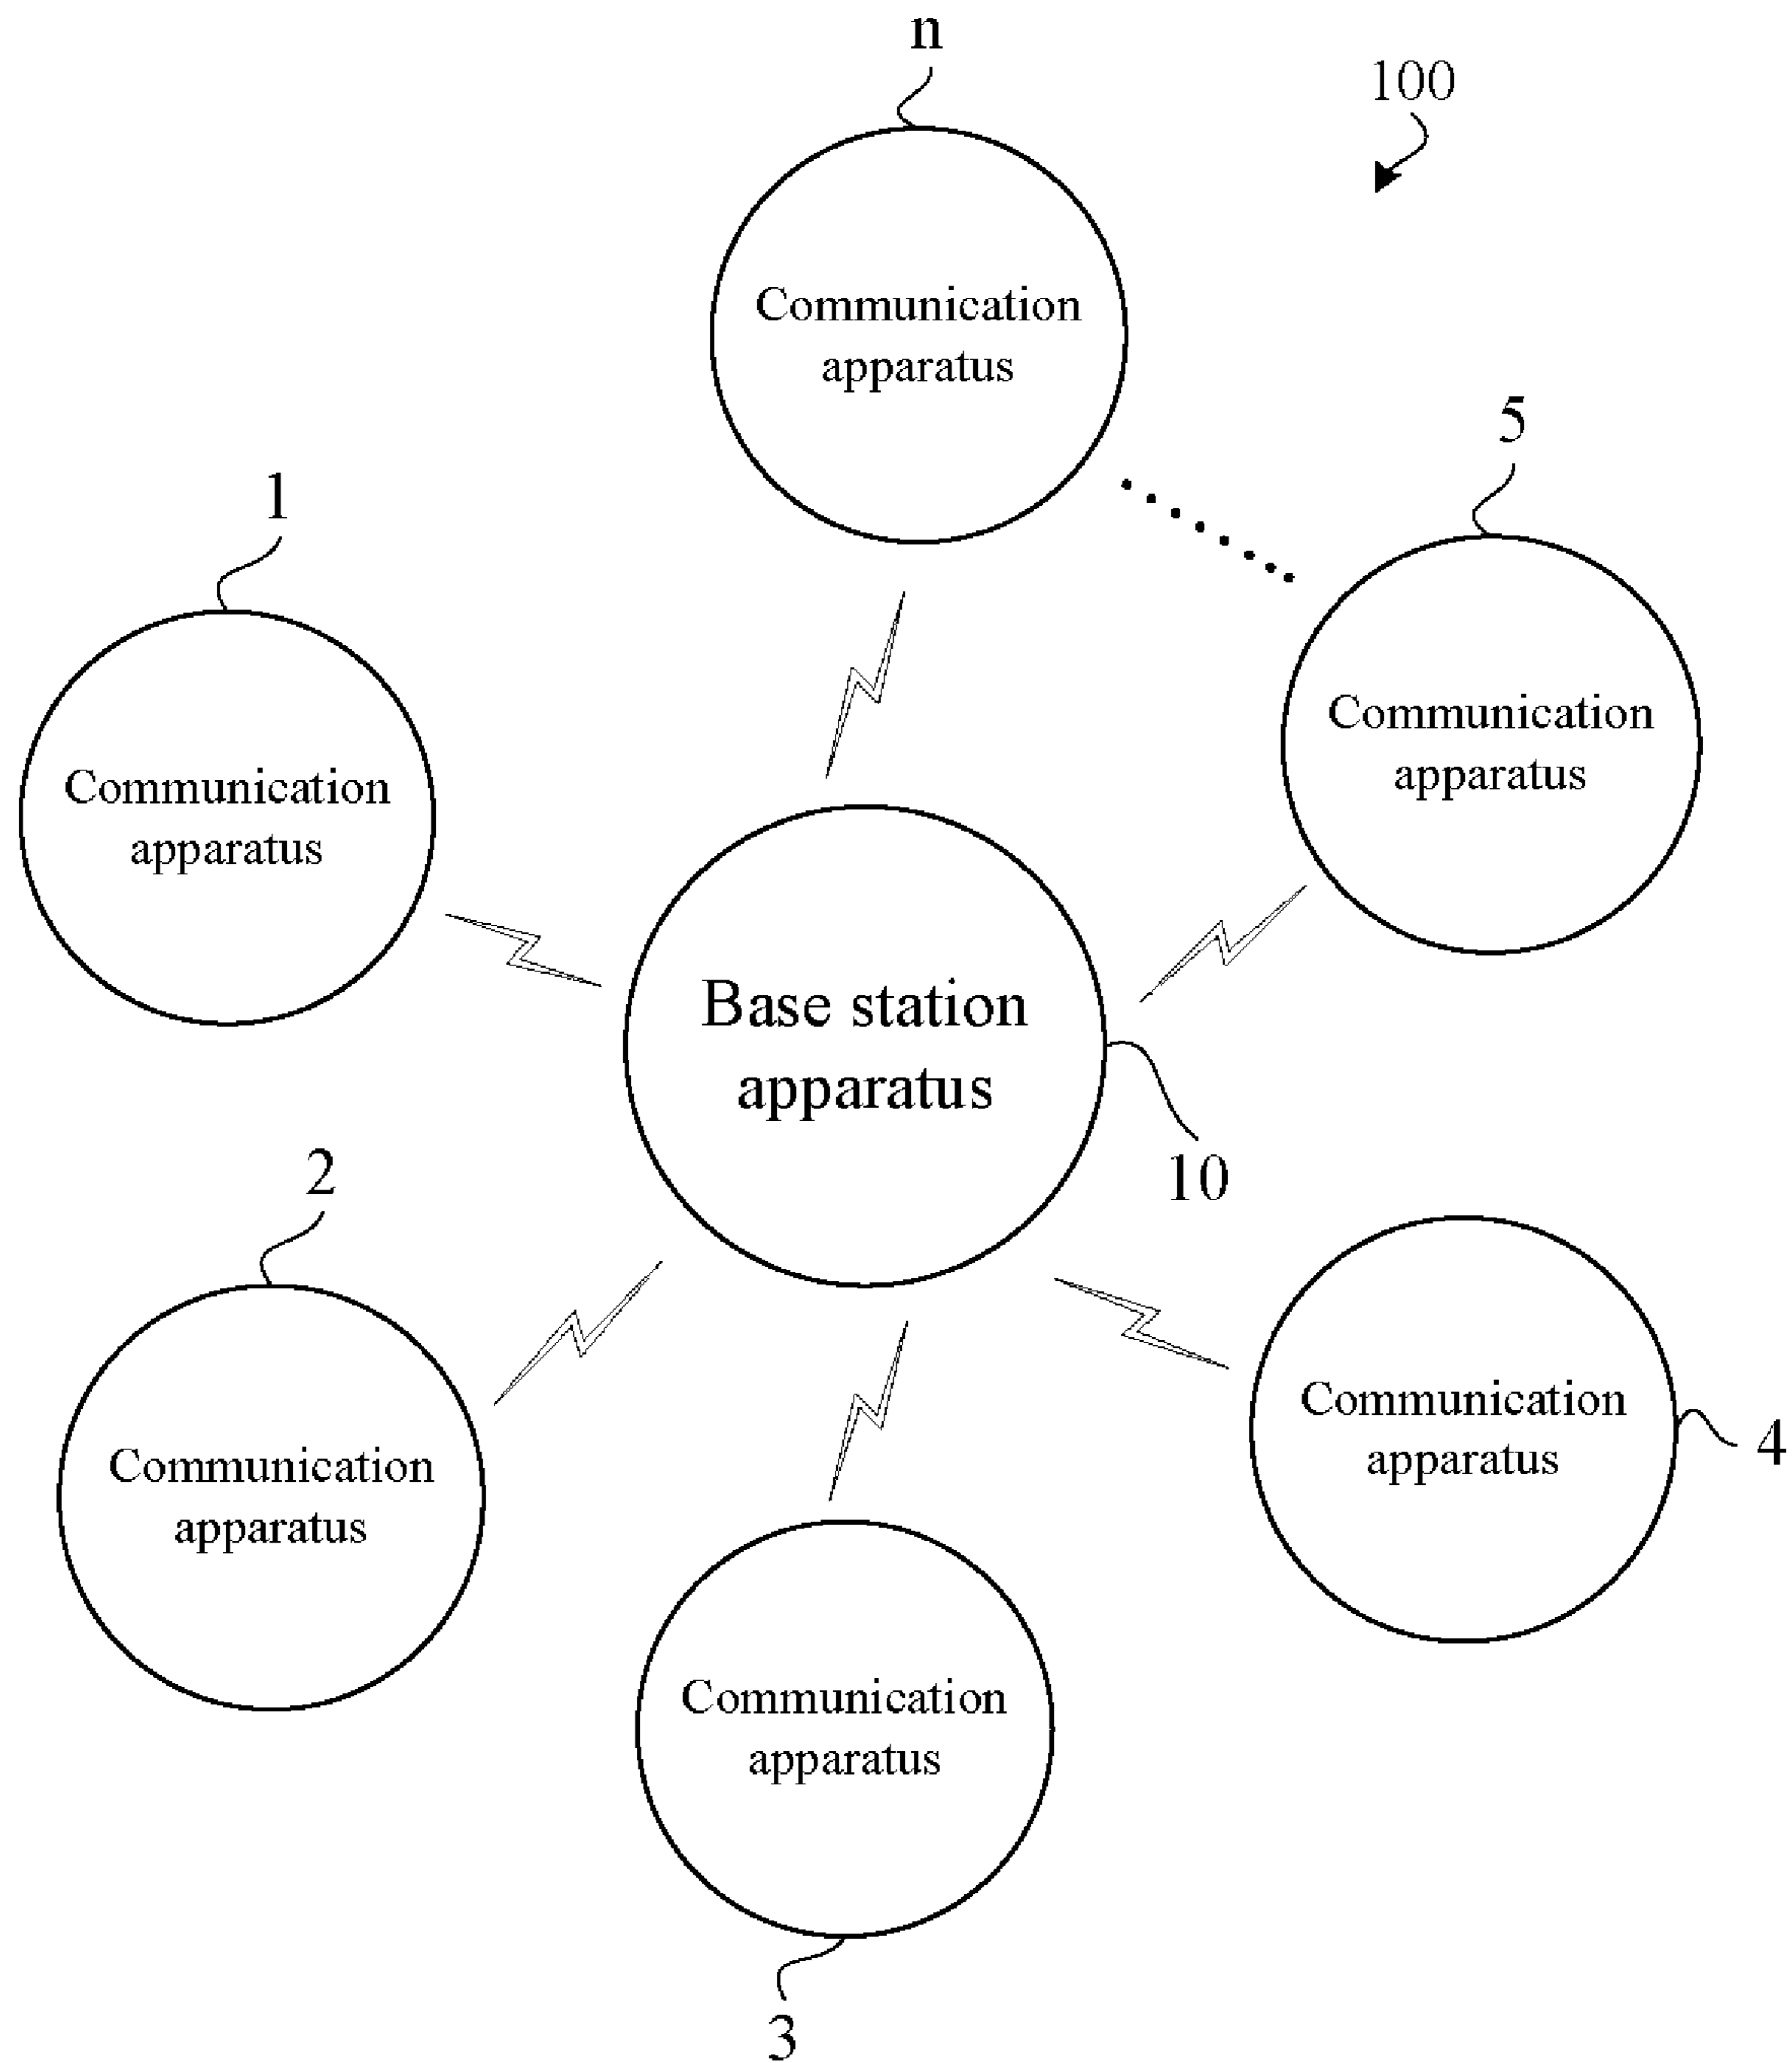 n
100
Communication
apparatus
5
1
Communication
apparatus
Communication
apparatus
Base station
apparatus
10
2
Communication
apparatus
4
Communication
apparatus
Communication
apparatus
3